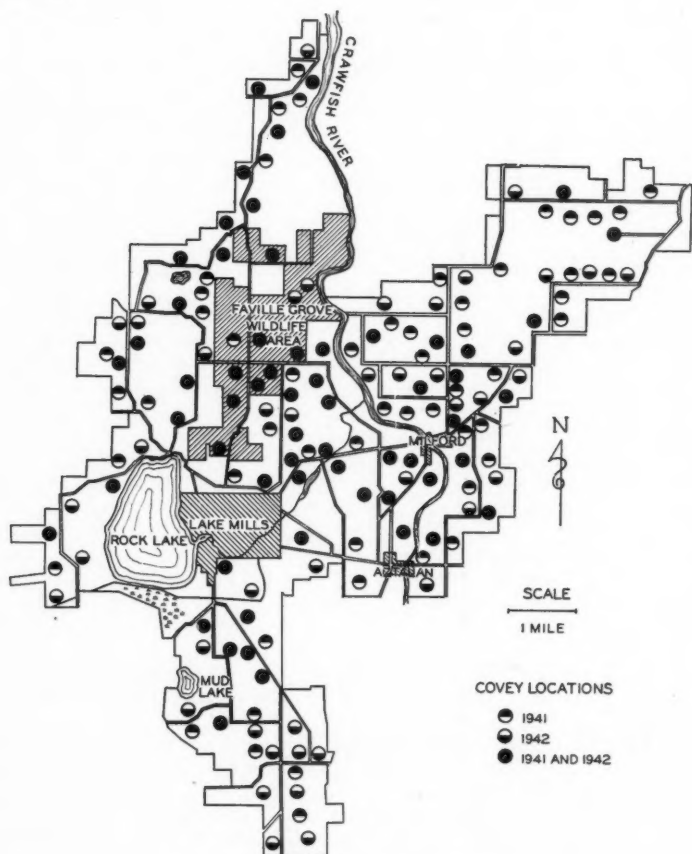 CRAWFISH RIVER
FAVILLE GROVE
WILDLIFE
AREA
N
MILFORD
LAKE MILLS
ROCK LAKE
AZTALAN
SCALE
1 MILE
MUD
LAKE
COVEY LOCATIONS
1941
1942
1941 AND 1942